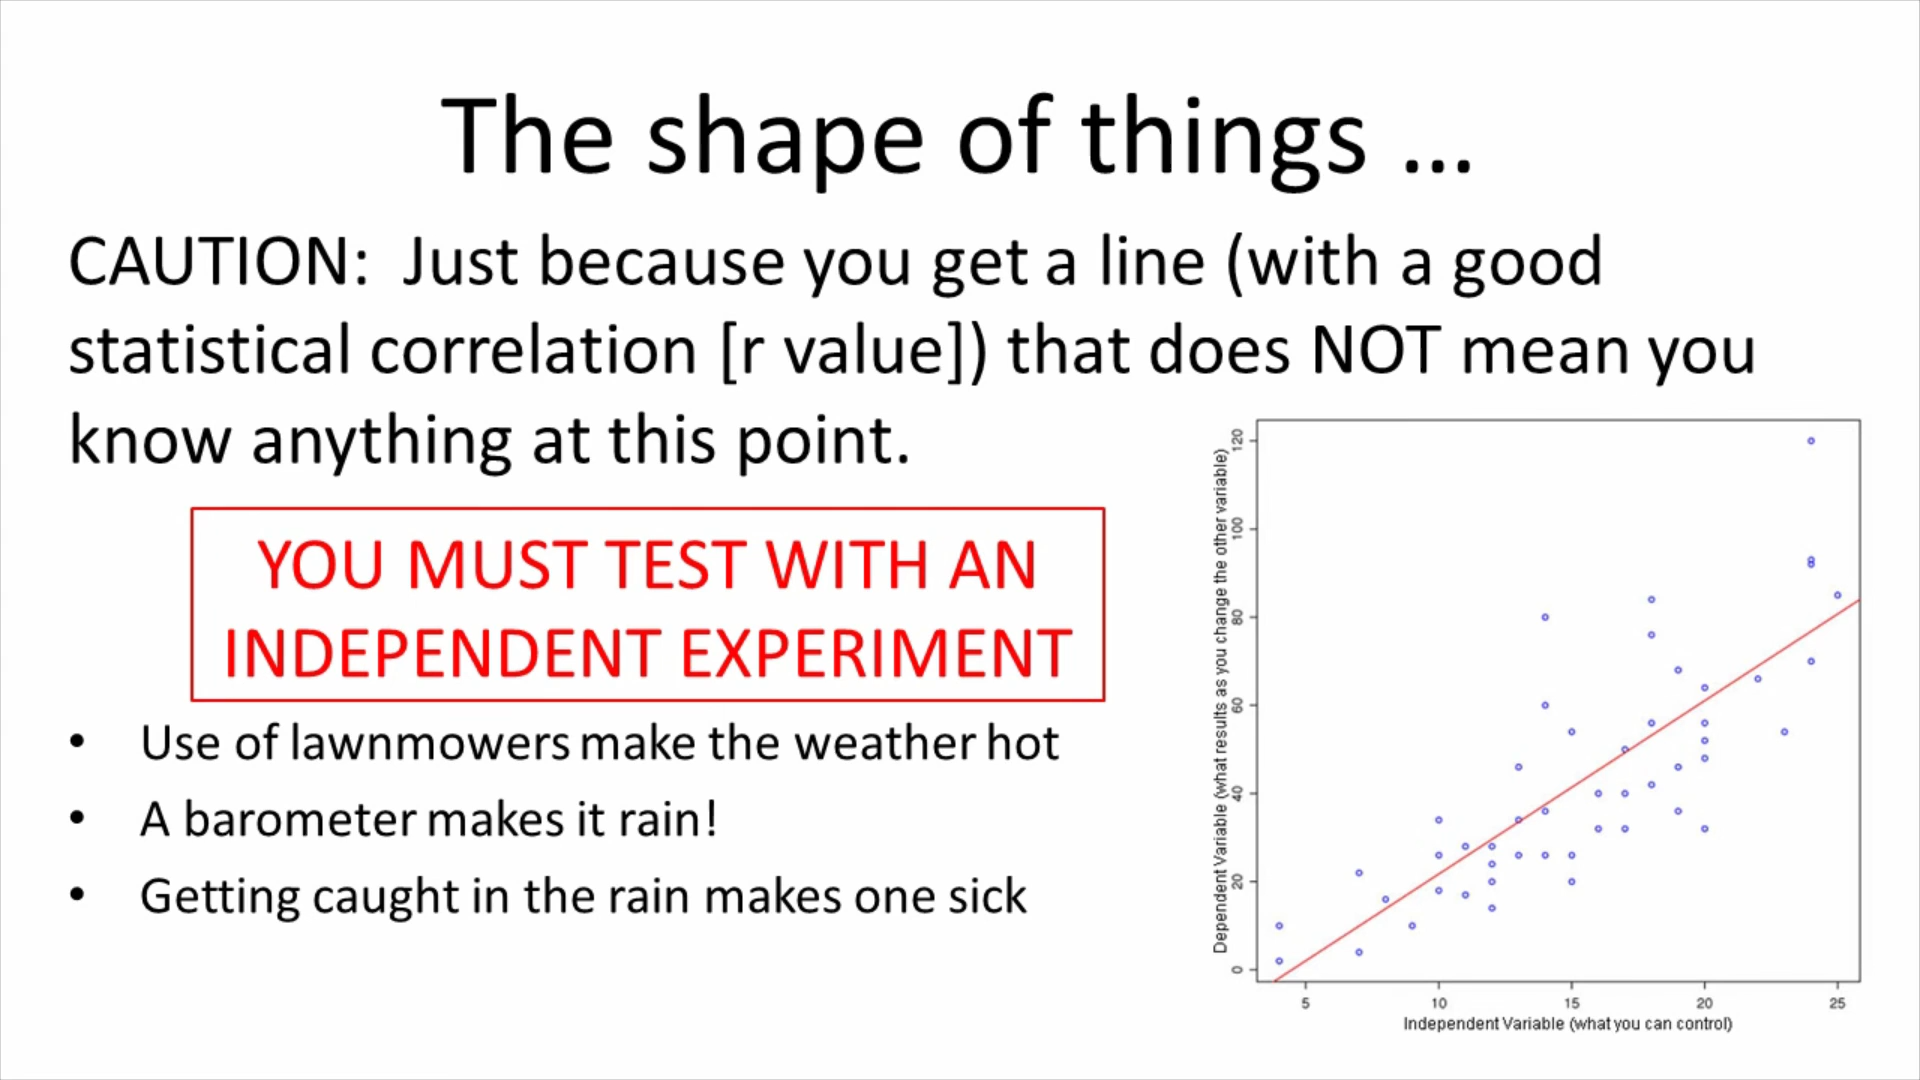 The shape of things ...
CAUTION: Just because you get a line (with a good
statistical correlation [r value]) that does NOT mean you
know anything at this point.
YOU MUST TEST WITH AN
INDEPENDENT EXPERIMENT
• Use of lawnmowers make the weather hot
• A barometer makes it rain!
• Getting caught in the rain makes one sick
Dependent Variable (what results as you change the other variable)
120
100
80
60
40
20
0
5 10 15 20 25
Independent Variable (what you can control)